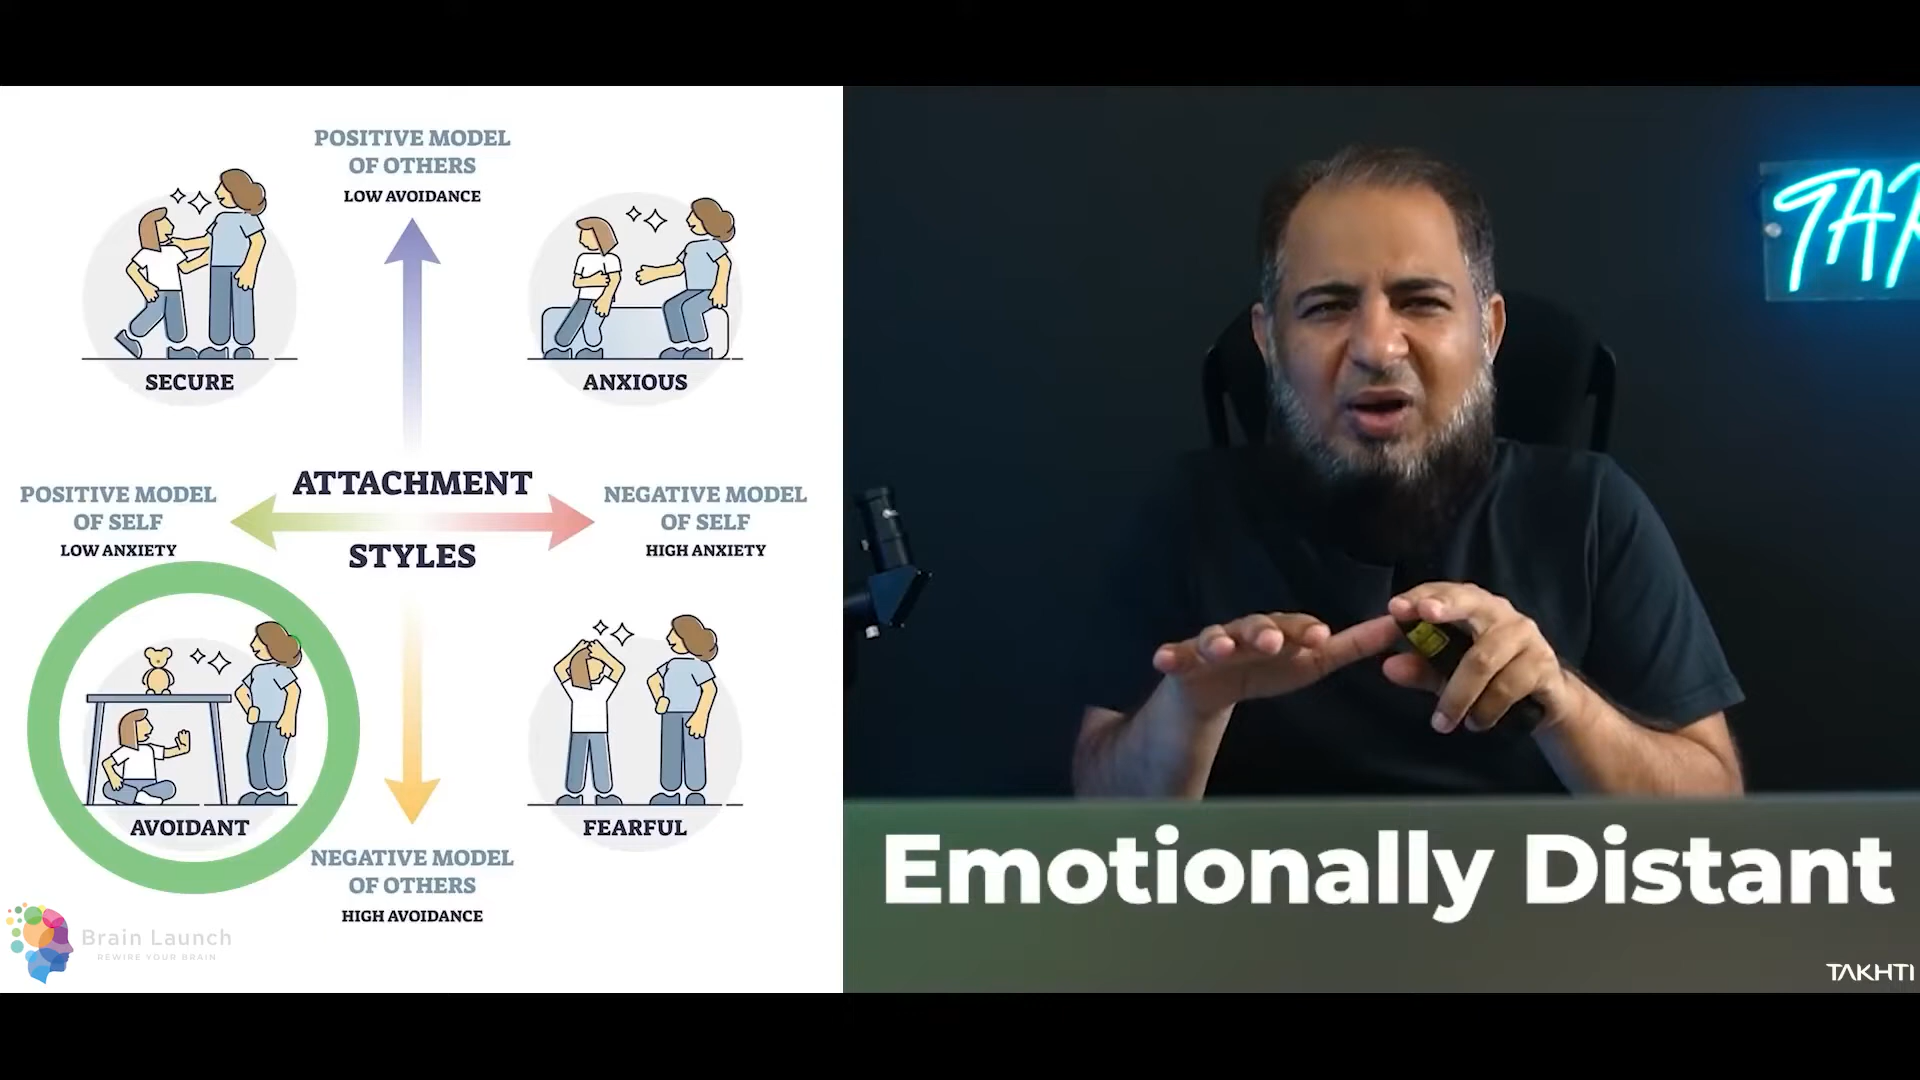 POSITIVE MODEL
OF OTHERS
LOW AVOIDANCE
SECURE
ANXIOUS
ATTACHMENT
STYLES
POSITIVE MODEL
OF SELF
LOW ANXIETY
NEGATIVE MODEL
OF SELF
HIGH ANXIETY
AVOIDANT
FEARFUL
NEGATIVE MODEL
OF OTHERS
HIGH AVOIDANCE
Brain Launch
REWIRE YOUR BRAIN
TAK
Emotionally Distant
TAKHTI